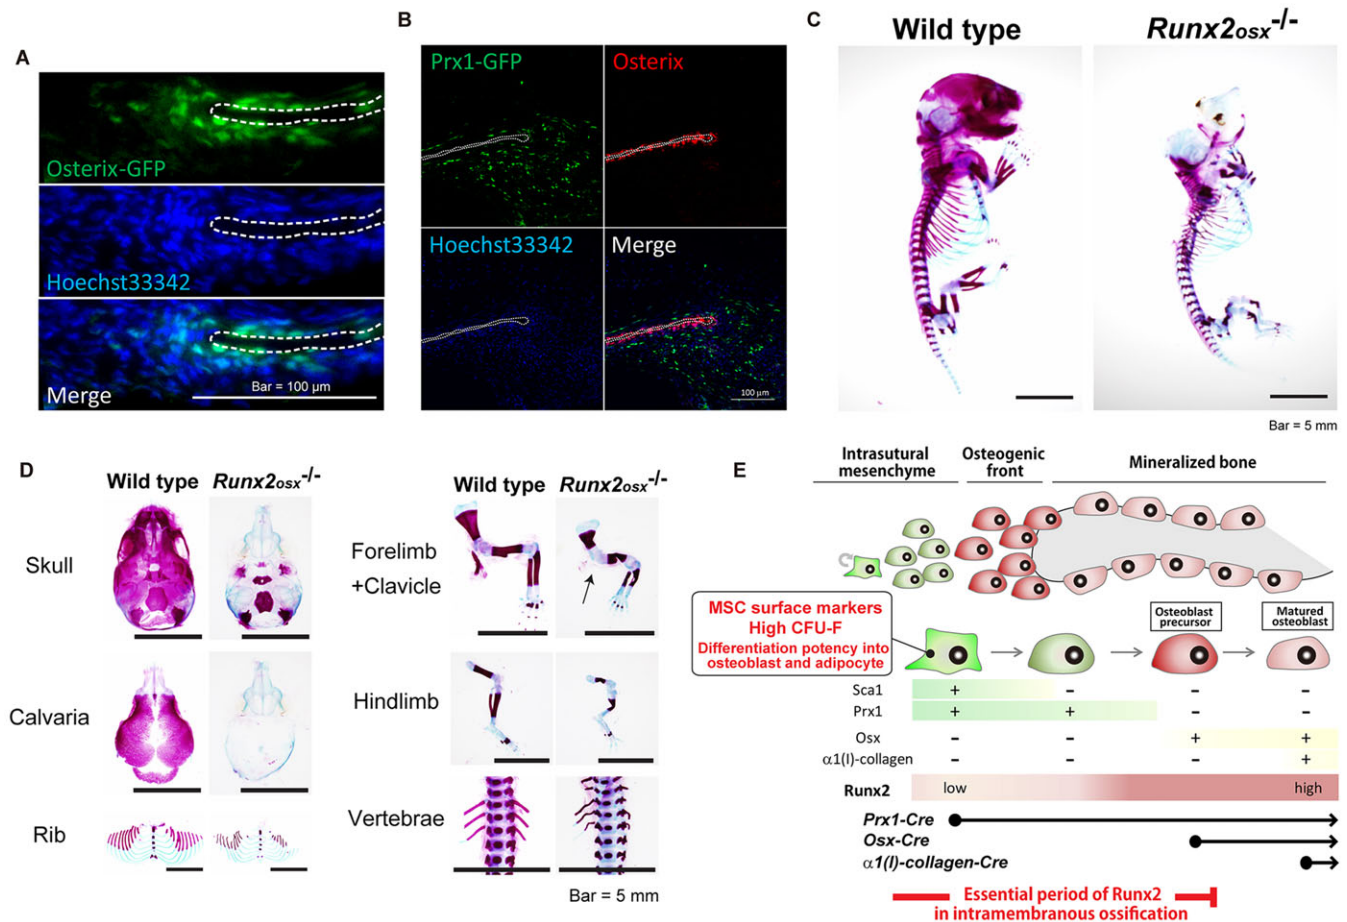 A
Osterix-GFP
Hoechst33342
Merge
Bar = 100 µm
B
Prx1-GFP
Osterix
Hoechst33342
Merge
100 µm
C
Wild type
Runx2osx-/-
Bar = 5 mm
D
Wild type
Runx2osx-/-
Skull
Calvaria
Rib
Wild type
Runx2osx-/-
Forelimb
+Clavicle
Hindlimb
Vertebrae
Bar = 5 mm
E
Intrasutural
mesenchyme
Osteogenic
front
Mineralized bone
MSC surface markers
High CFU-F
Differentiation potency into
osteoblast and adipocyte
Osteoblast
precursor
Matured
osteoblast
Sca1 + - - -
Prx1 + + - -
Osx - - + +
α1(I)-collagen - - - +
Runx2 low high
Prx1-Cre
Osx-Cre
α1(I)-collagen-Cre
Essential period of Runx2
in intramembranous ossification